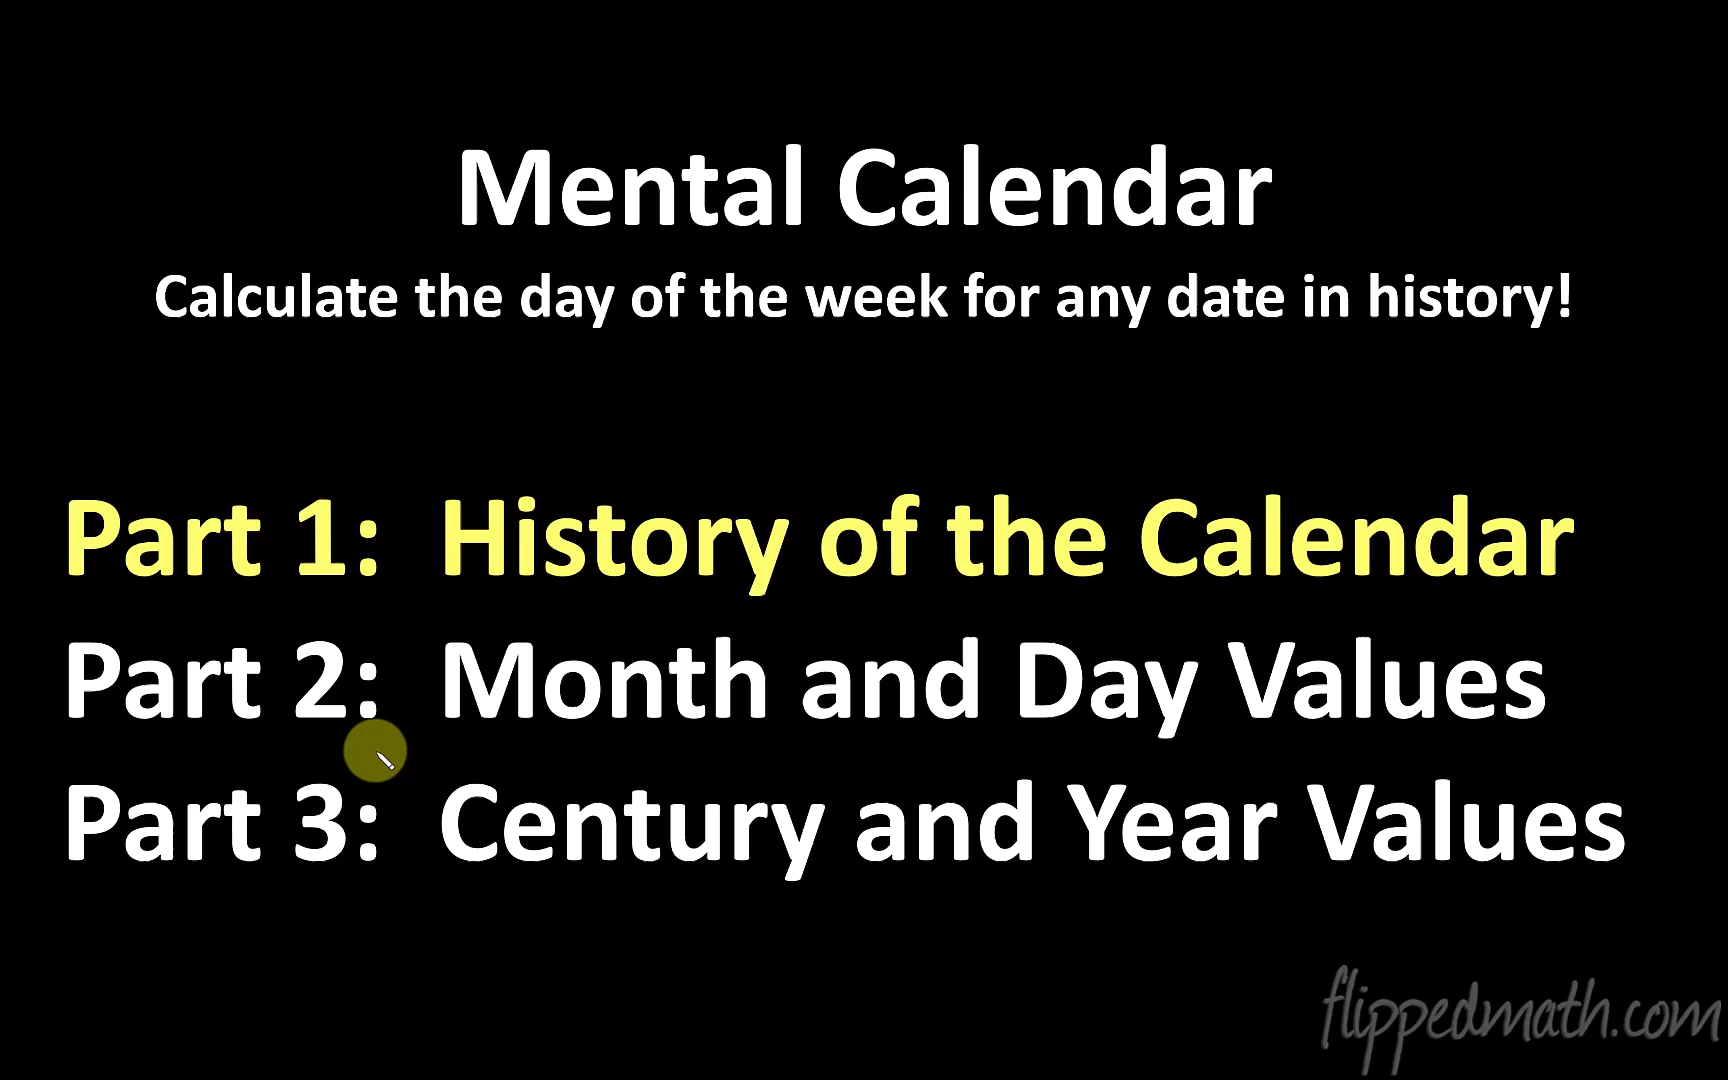 Mental Calendar
Calculate the day of the week for any date in history!
Part 1: History of the Calendar
Part 2: Month and Day Values
Part 3: Century and Year Values
flippedmath.com